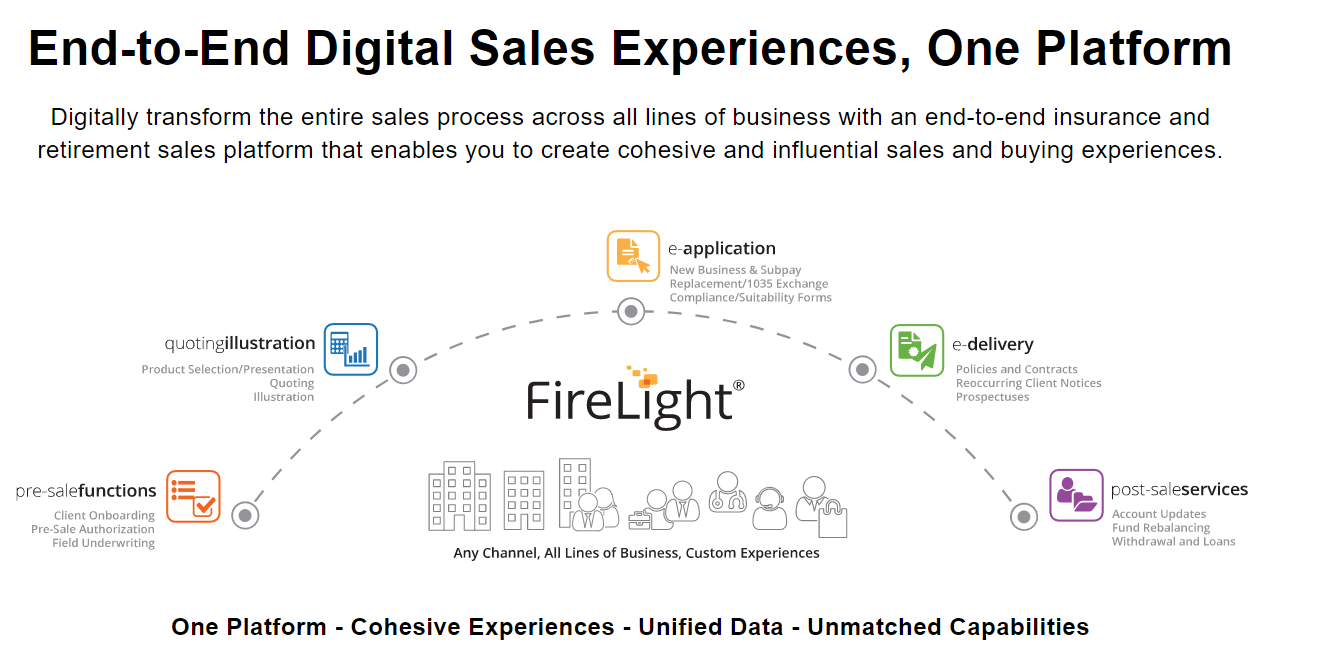 End-to-End Digital Sales Experiences, One Platform
Digitally transform the entire sales process across all lines of business with an end-to-end insurance and
retirement sales platform that enables you to create cohesive and influential sales and buying experiences.
e-application
New Business & Subpay
Replacement/1035 Exchange
Compliance/Suitability Forms
quotingillustration
Product Selection/Presentation
Quoting
Illustration
e-delivery
Policies and Contracts
Reoccurring Client Notices
Prospectuses
FireLight®
pre-salefunctions
Client Onboarding
Pre-Sale Authorization
Field Underwriting
post-saleservices
Account Updates
Fund Rebalancing
Withdrawal and Loans
Any Channel, All Lines of Business, Custom Experiences
One Platform - Cohesive Experiences - Unified Data - Unmatched Capabilities